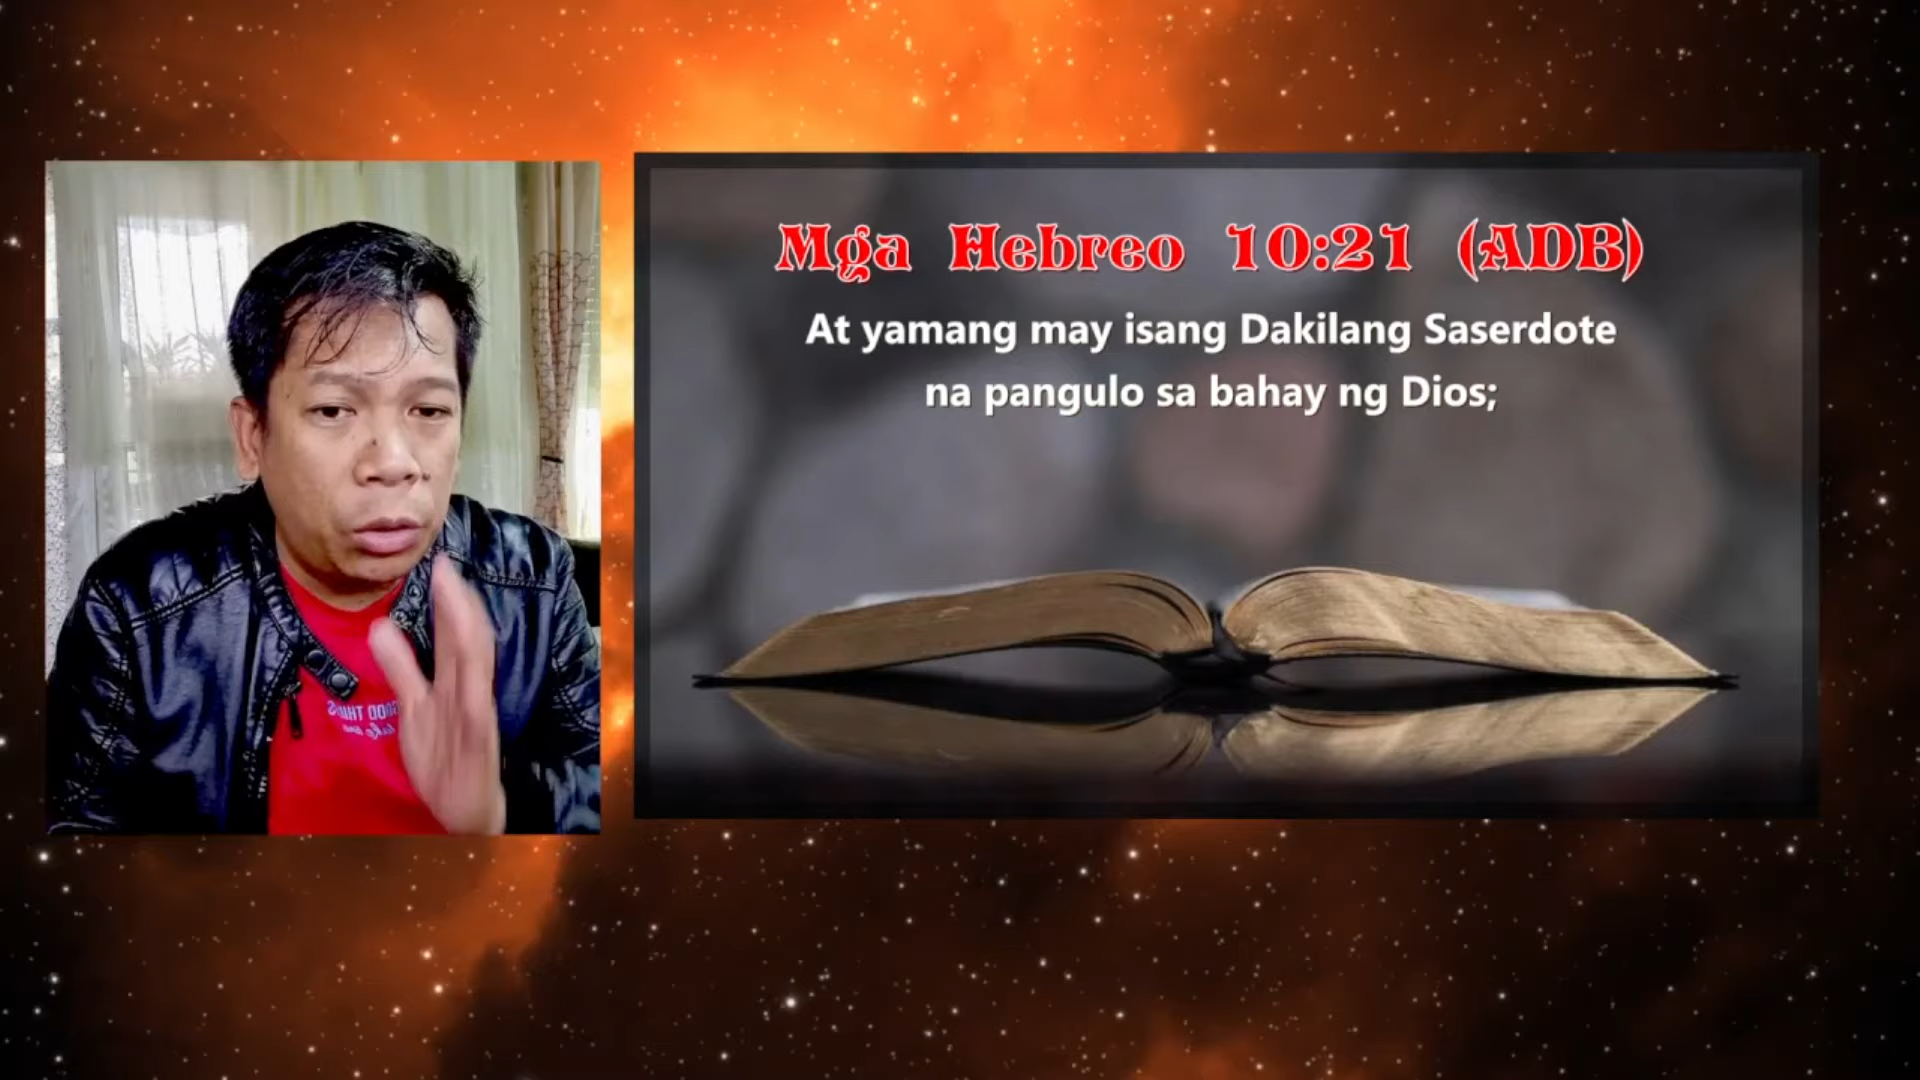 Mga Hebreo 10:21 (ADB)
At yamang may isang Dakilang Saserdote
na pangulo sa bahay ng Dios;